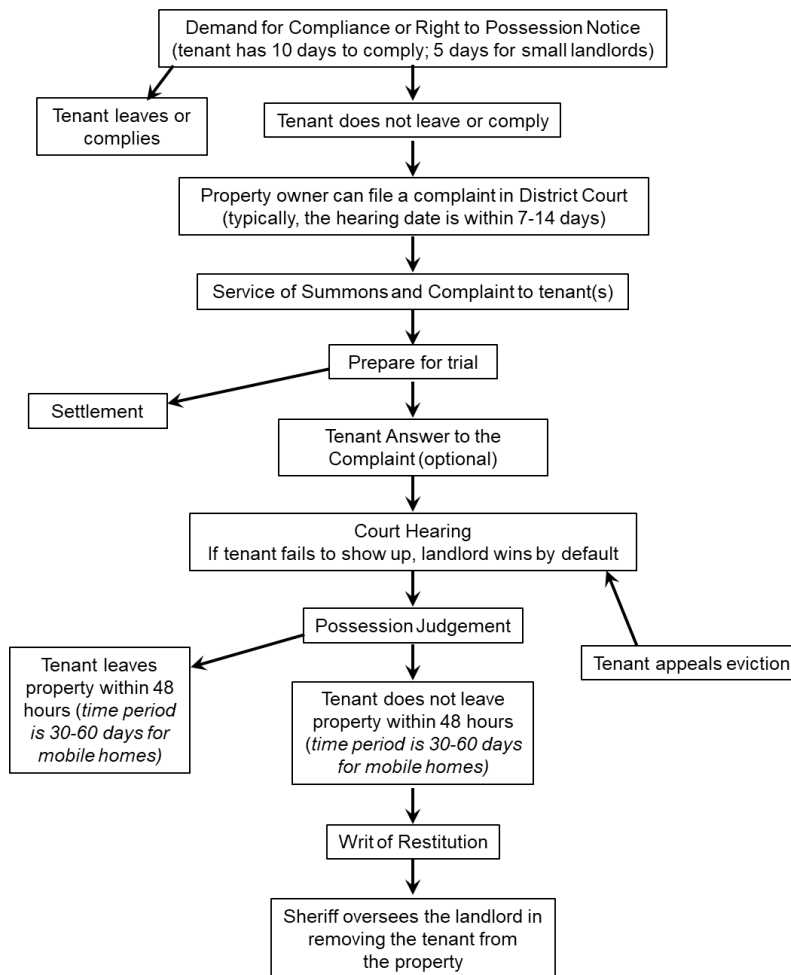 Demand for Compliance or Right to Possession Notice
(tenant has 10 days to comply; 5 days for small landlords)
Tenant leaves or
complies
Tenant does not leave or comply
Property owner can file a complaint in District Court
(typically, the hearing date is within 7-14 days)
Service of Summons and Complaint to tenant(s)
Prepare for trial
Settlement
Tenant Answer to the
Complaint (optional)
Court Hearing
If tenant fails to show up, landlord wins by default
Possession Judgement
Tenant appeals eviction
Tenant leaves
property within 48
hours (time period
is 30-60 days for
mobile homes)
Tenant does not leave
property within 48 hours
(time period is 30-60 days
for mobile homes)
Writ of Restitution
Sheriff oversees the landlord in
removing the tenant from
the property